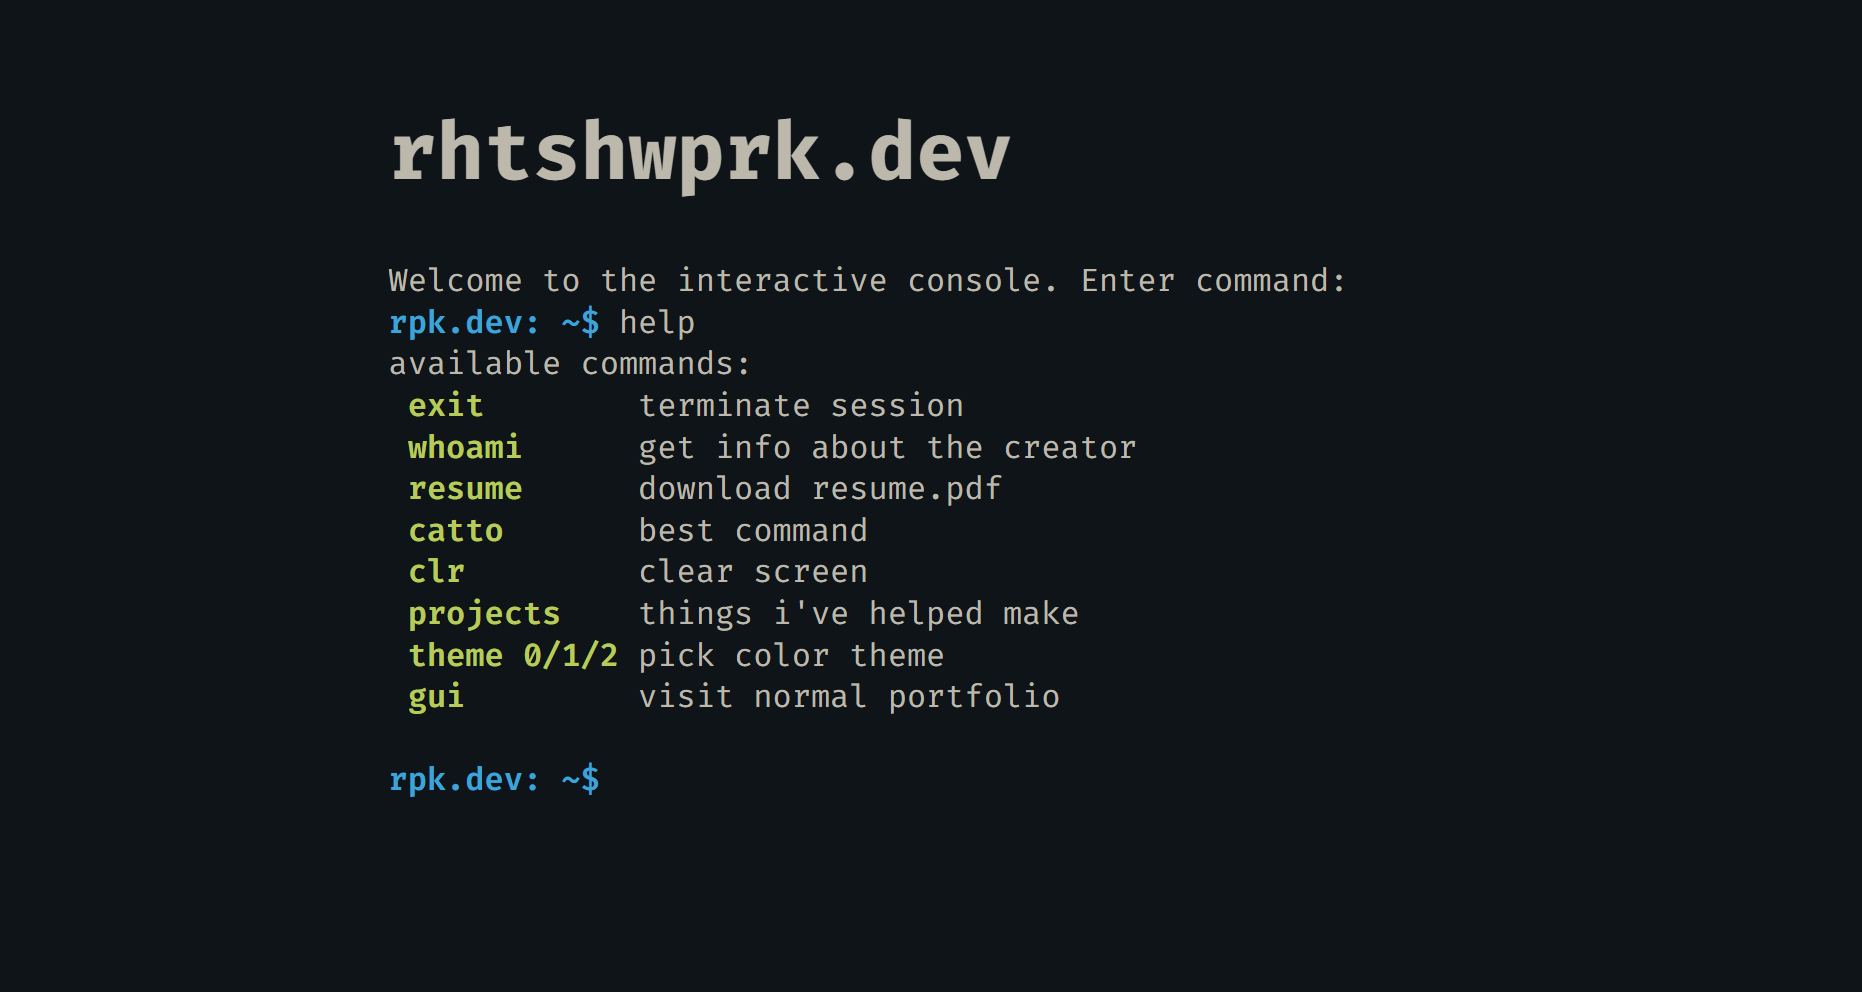 rhtshwprk.dev
Welcome to the interactive console. Enter command:
rpk.dev: ~$ help
available commands:
exit terminate session
whoami get info about the creator
resume download resume.pdf
catto best command
clr clear screen
projects things i've helped make
theme 0/1/2 pick color theme
gui visit normal portfolio
rpk.dev: ~$